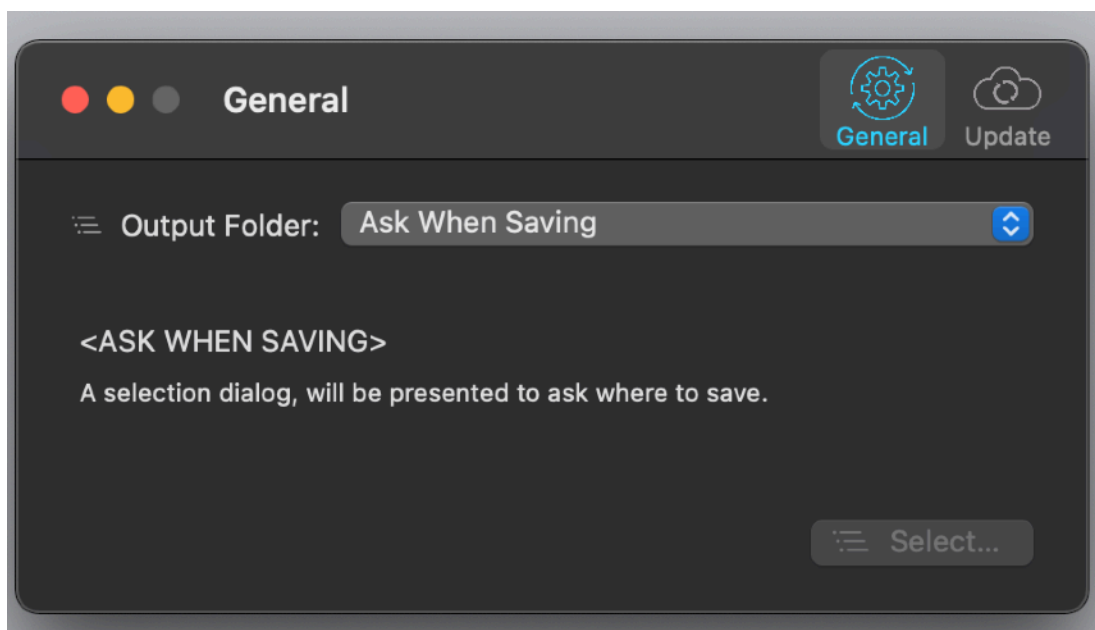 General
General
Update
Output Folder: Ask When Saving
<ASK WHEN SAVING>
A selection dialog, will be presented to ask where to save.
Select...